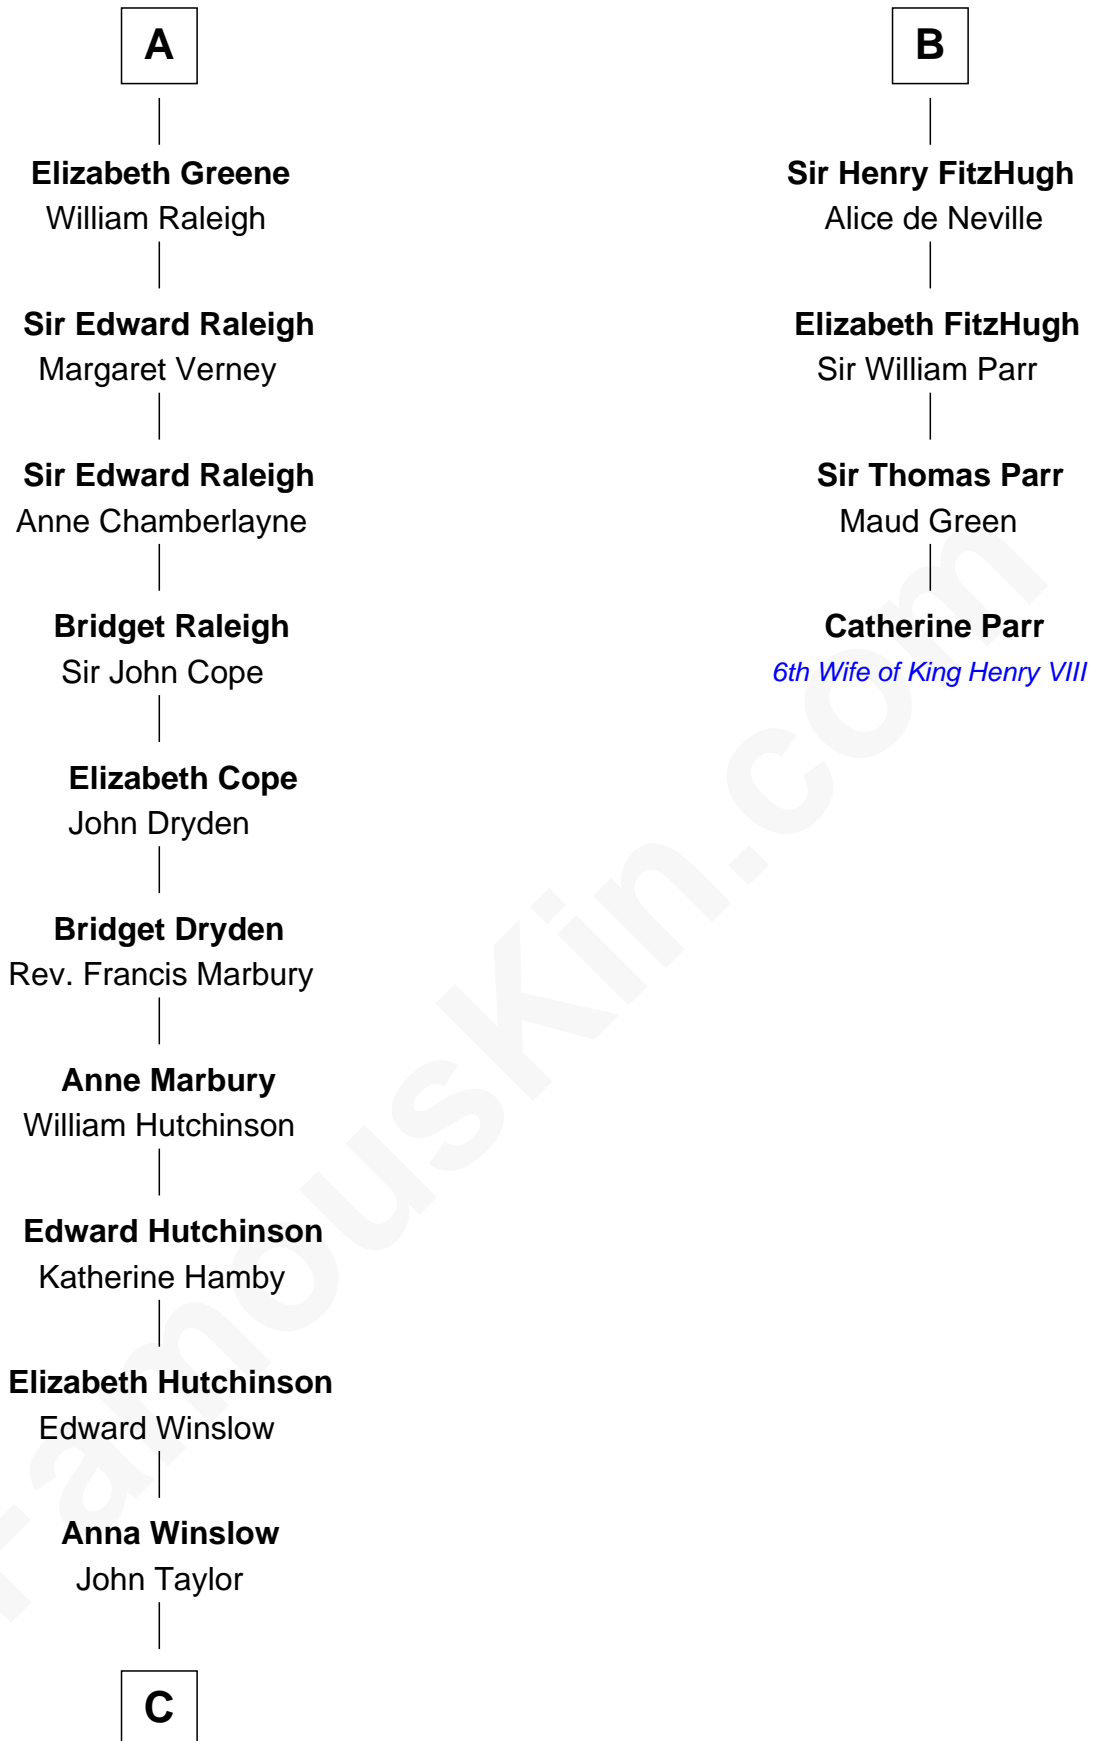 A
Elizabeth Greene
William Raleigh
Sir Edward Raleigh
Margaret Verney
Sir Edward Raleigh
Anne Chamberlayne
Bridget Raleigh
Sir John Cope
Elizabeth Cope
John Dryden
Bridget Dryden
Rev. Francis Marbury
Anne Marbury
William Hutchinson
Edward Hutchinson
Katherine Hamby
Elizabeth Hutchinson
Edward Winslow
Anna Winslow
John Taylor
C
B
Sir Henry FitzHugh
Alice de Neville
Elizabeth FitzHugh
Sir William Parr
Sir Thomas Parr
Maud Green
Catherine Parr
6th Wife of King Henry VIII
FamousKin.com